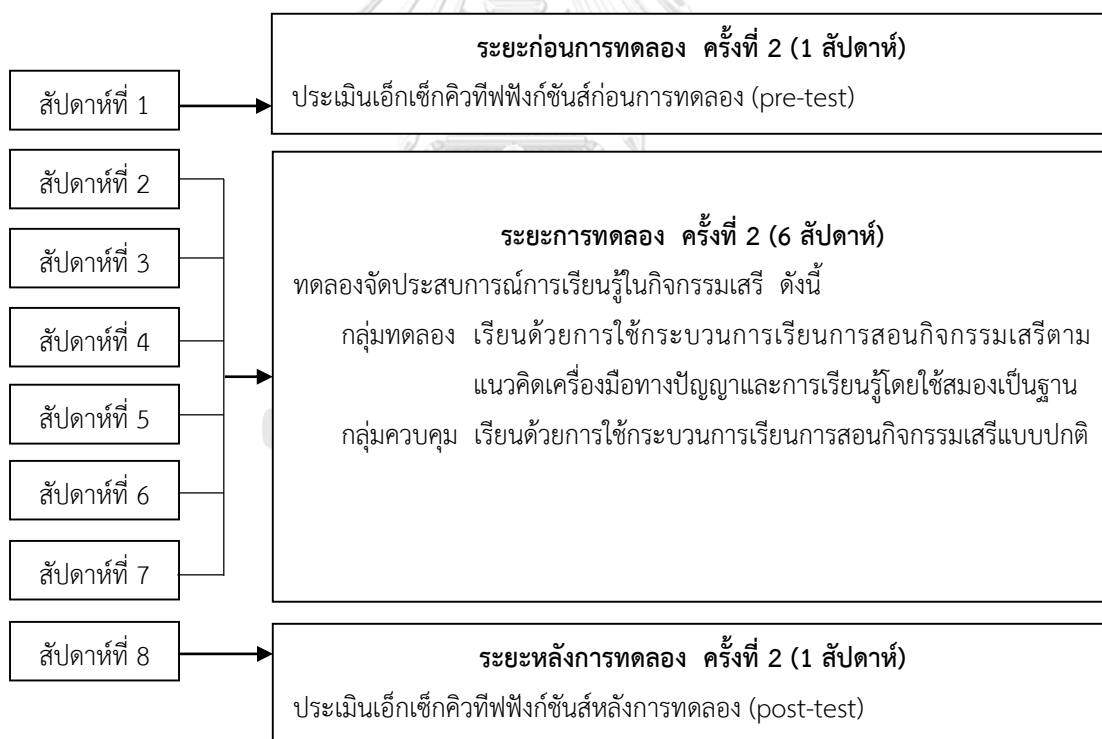 ระยะก่อนการทดลอง ครั้งที่ 2 (1 สัปดาห์)
สัปดาห์ที่ 1
ประเมินเอ็กเซ็กคิวทีฟฟังก์ชันส์ก่อนการทดลอง (pre-test)
สัปดาห์ที่ 2
สัปดาห์ที่ 3
สัปดาห์ที่ 4
สัปดาห์ที่ 5
สัปดาห์ที่ 6
สัปดาห์ที่ 7
ระยะการทดลอง ครั้งที่ 2 (6 สัปดาห์)
ทดลองจัดประสบการณ์การเรียนรู้ในกิจกรรมเสรี ดังนี้
กลุ่มทดลอง เรียนด้วยการใช้กระบวนการเรียนการสอนกิจกรรมเสรีตาม
แนวคิดเครื่องมือทางปัญญาและการเรียนรู้โดยใช้สมองเป็นฐาน
กลุ่มควบคุม เรียนด้วยการใช้กระบวนการเรียนการสอนกิจกรรมเสรีแบบปกติ
สัปดาห์ที่ 8
ระยะหลังการทดลอง ครั้งที่ 2 (1 สัปดาห์)
ประเมินเอ็กเซ็กคิวทีฟฟังก์ชันส์หลังการทดลอง (post-test)